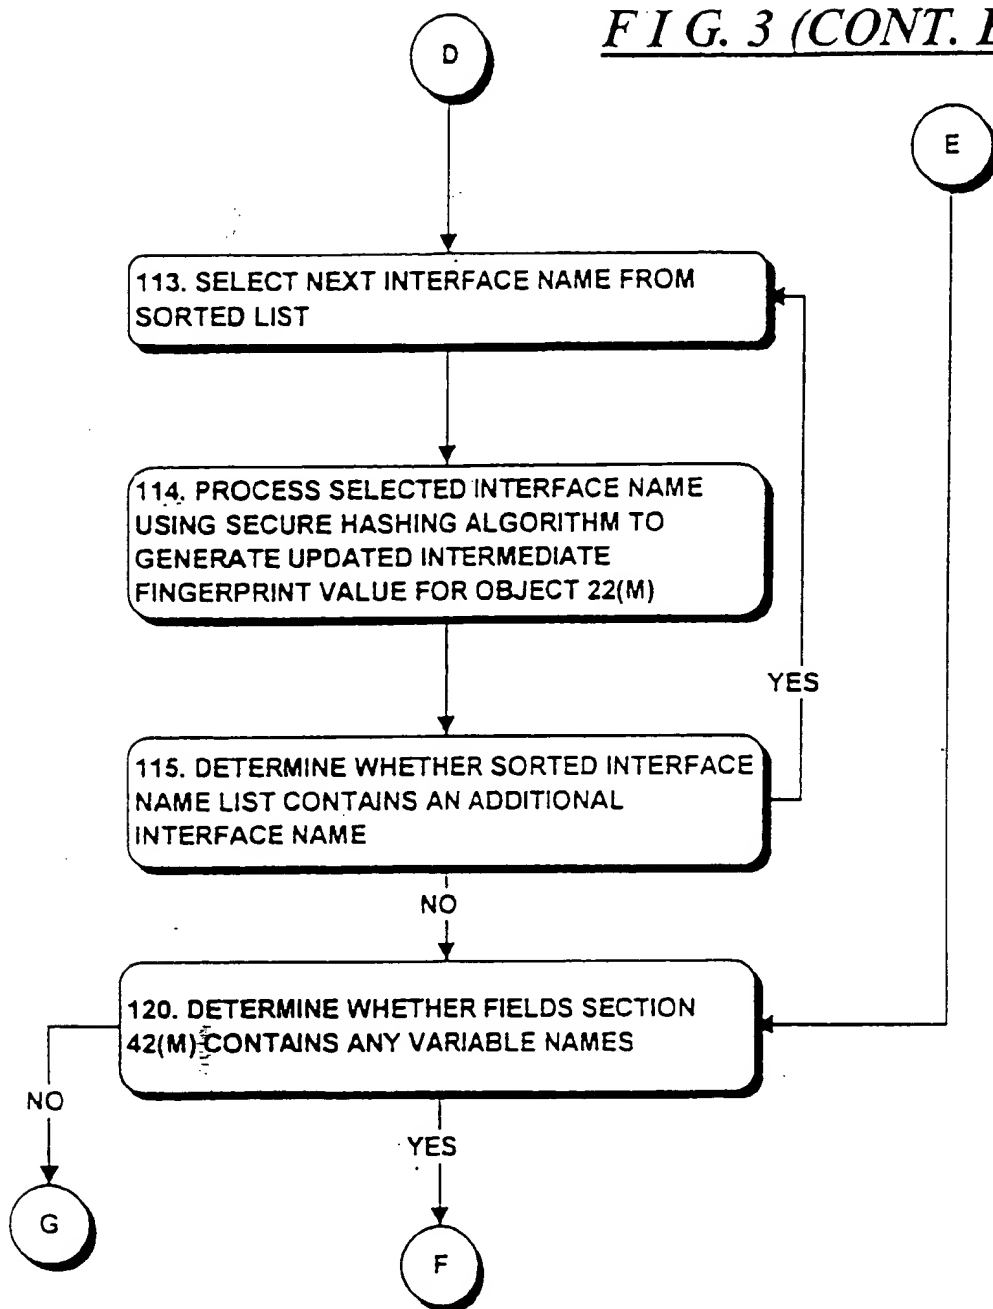 F I G. 3 (CONT.
D
E
113. SELECT NEXT INTERFACE NAME FROM
SORTED LIST
114. PROCESS SELECTED INTERFACE NAME
USING SECURE HASHING ALGORITHM TO
GENERATE UPDATED INTERMEDIATE
FINGERPRINT VALUE FOR OBJECT 22(M)
YES
115. DETERMINE WHETHER SORTED INTERFACE
NAME LIST CONTAINS AN ADDITIONAL
INTERFACE NAME
NO
120. DETERMINE WHETHER FIELDS SECTION
42(M) CONTAINS ANY VARIABLE NAMES
NO
YES
G
F